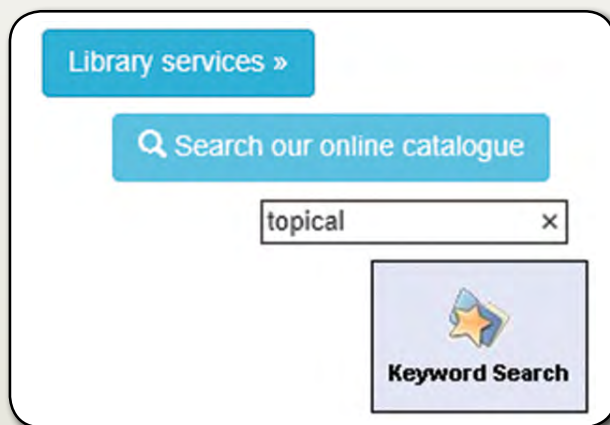 Library services »
Search our online catalogue
topical ×
Keyword Search